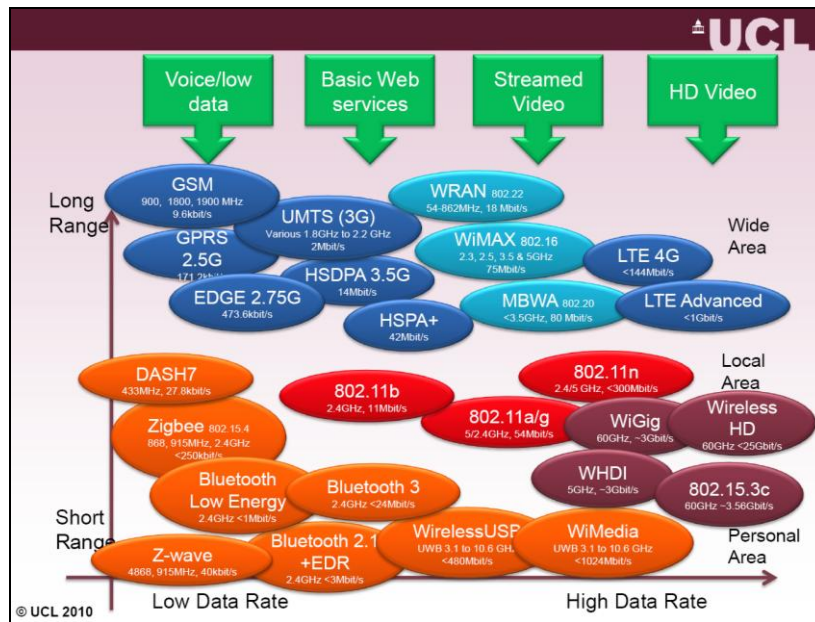 UCL
Voice/low
data
Basic Web
services
Streamed
Video
HD Video
Long
Range
GSM
900, 1800, 1900 MHz
9.6kbit/s
UMTS (3G)
Various 1.8GHz to 2.2 GHz
2Mbit/s
WRAN 802.22
54-862MHz, 18 Mbit/s
Wide
Area
GPRS
2.5G
171.2kbit/s
HSDPA 3.5G
14Mbit/s
WiMAX 802.16
2.3, 2.5, 3.5 & 5GHz
75Mbit/s
LTE 4G
<144Mbit/s
EDGE 2.75G
473.6kbit/s
HSPA+
42Mbit/s
MBWA 802.20
<3.5GHz, 80 Mbit/s
LTE Advanced
<1Gbit/s
DASH7
433MHz, 27.8kbit/s
802.11b
2.4GHz, 11Mbit/s
802.11n
2.4/5 GHz, <300Mbit/s
Local
Area
Zigbee 802.15.4
868, 915MHz, 2.4GHz
<250kbit/s
802.11a/g
5/2.4GHz, 54Mbit/s
WiGig
60GHz, ~3Gbit/s
Wireless
HD
60GHz <25Gbit/s
Bluetooth
Low Energy
2.4GHz <1Mbit/s
Bluetooth 3
2.4GHz <24Mbit/s
WHDI
5GHz, ~3Gbit/s
802.15.3c
60GHz ~3.56Gbit/s
Short
Range
Z-wave
4868, 915MHz, 40kbit/s
Bluetooth 2.1
+EDR
2.4GHz <3Mbit/s
WirelessUSB
UWB 3.1 to 10.6 GHz
<480Mbit/s
WiMedia
UWB 3.1 to 10.6 GHz
<1024Mbit/s
Personal
Area
Low Data Rate
High Data Rate
© UCL 2010